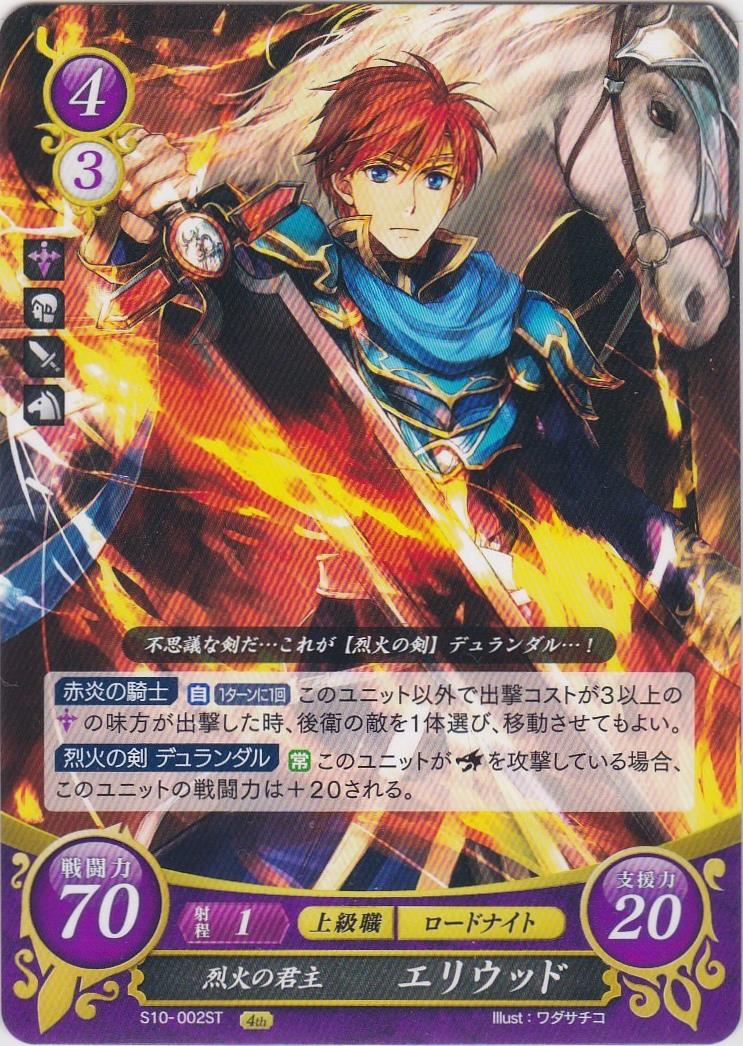 4
3
不思議な剣だ…これが【烈火の剣】デュランダル…！
赤炎の騎士 自 1ターンに1回 このユニット以外で出撃コストが3以上の
の味方が出撃した時、後衛の敵を1体選び、移動させてもよい。
烈火の剣 デュランダル 常 このユニットが を攻撃している場合、
このユニットの戦闘力は＋20される。
戦闘力
70
射程 1
上級職 ロードナイト
支援力
20
烈火の君主 エリウッド
S10-002ST 4th Illust：ワダサチコ